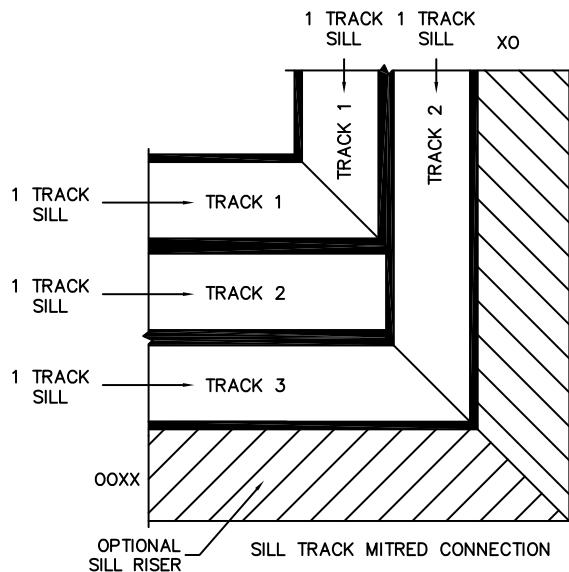 1 TRACK 1 TRACK
SILL SILL
XO
TRACK 1
TRACK 2
1 TRACK
SILL
TRACK 1
1 TRACK
SILL
TRACK 2
1 TRACK
SILL
TRACK 3
OOXX
OPTIONAL
SILL RISER
SILL TRACK MITRED CONNECTION